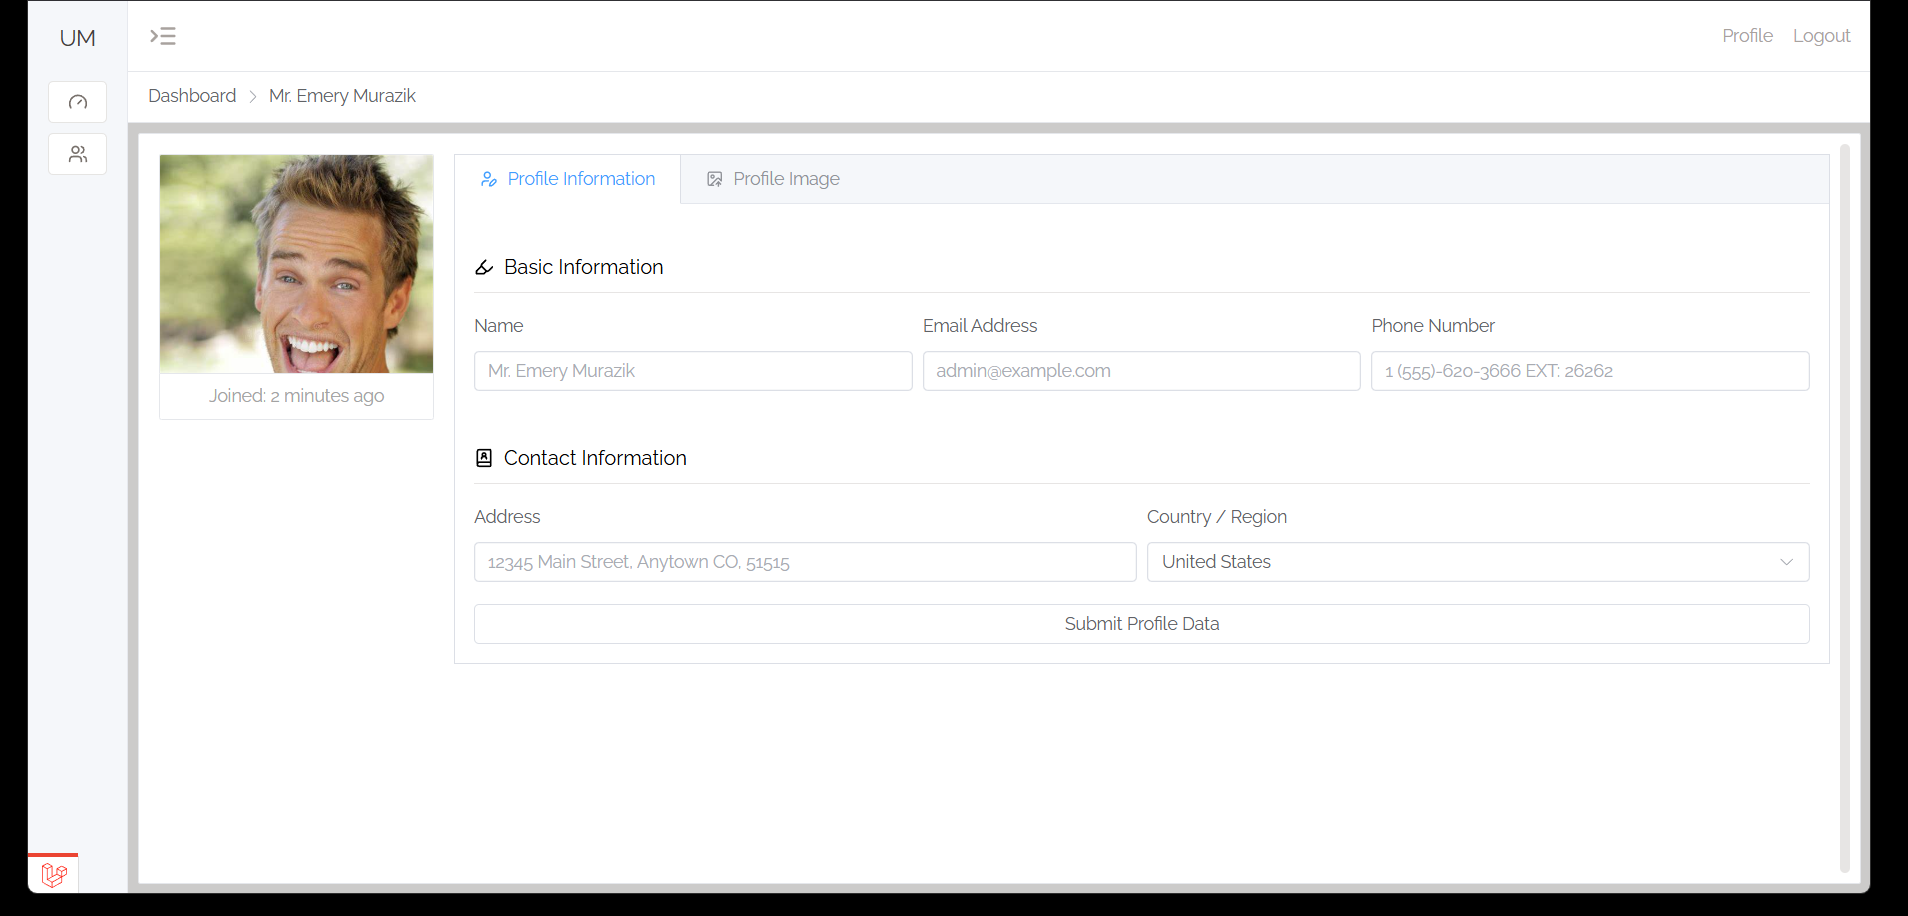 UM
Profile Logout
Dashboard Mr. Emery Murazik
Joined: 2 minutes ago
Profile Information Profile Image
Basic Information
Name Email Address Phone Number
Mr. Emery Murazik admin@example.com 1 (555)-620-3666 EXT: 26262
Contact Information
Address Country / Region
12345 Main Street, Anytown CO, 51515 United States
Submit Profile Data